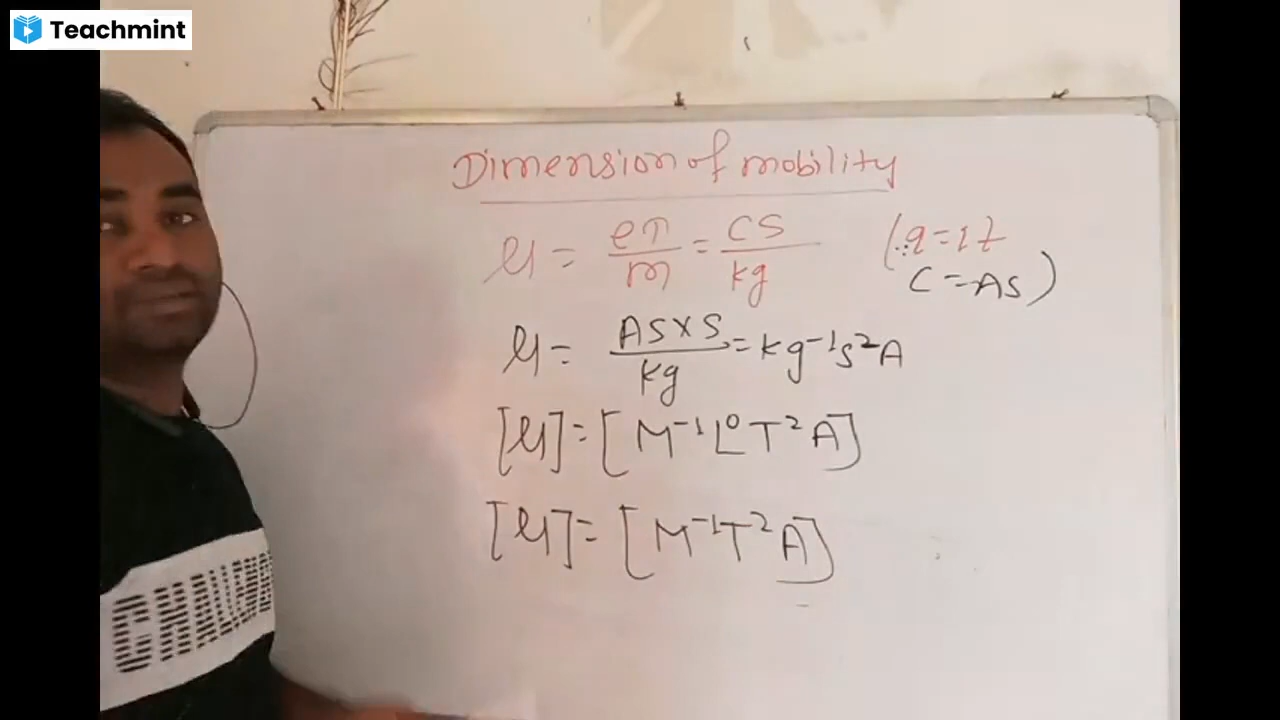 Teachmint
Dimension of mobility
μ = eτ/m = CS/kg (∵ q=it
C=AS)
μ = AS×S/kg = kg⁻¹s²A
[μ] = [M⁻¹L⁰T²A]
[μ] = [M⁻¹T²A]